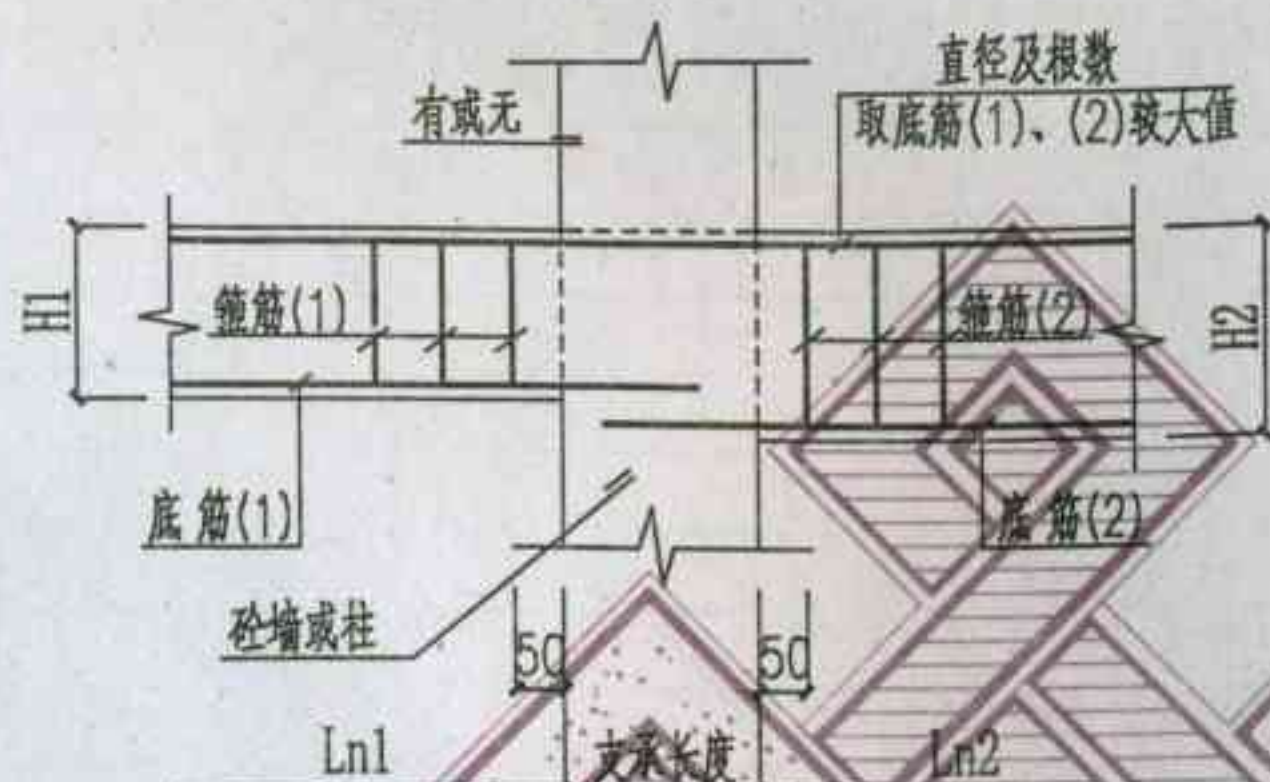 直径及根数
有或无
取底筋(1)、(2)较大值
H1
箍筋(1)
箍筋(2)
H2
底筋(1)
底筋(2)
砼墙或柱
50
50
Ln1
支承长度
Ln2